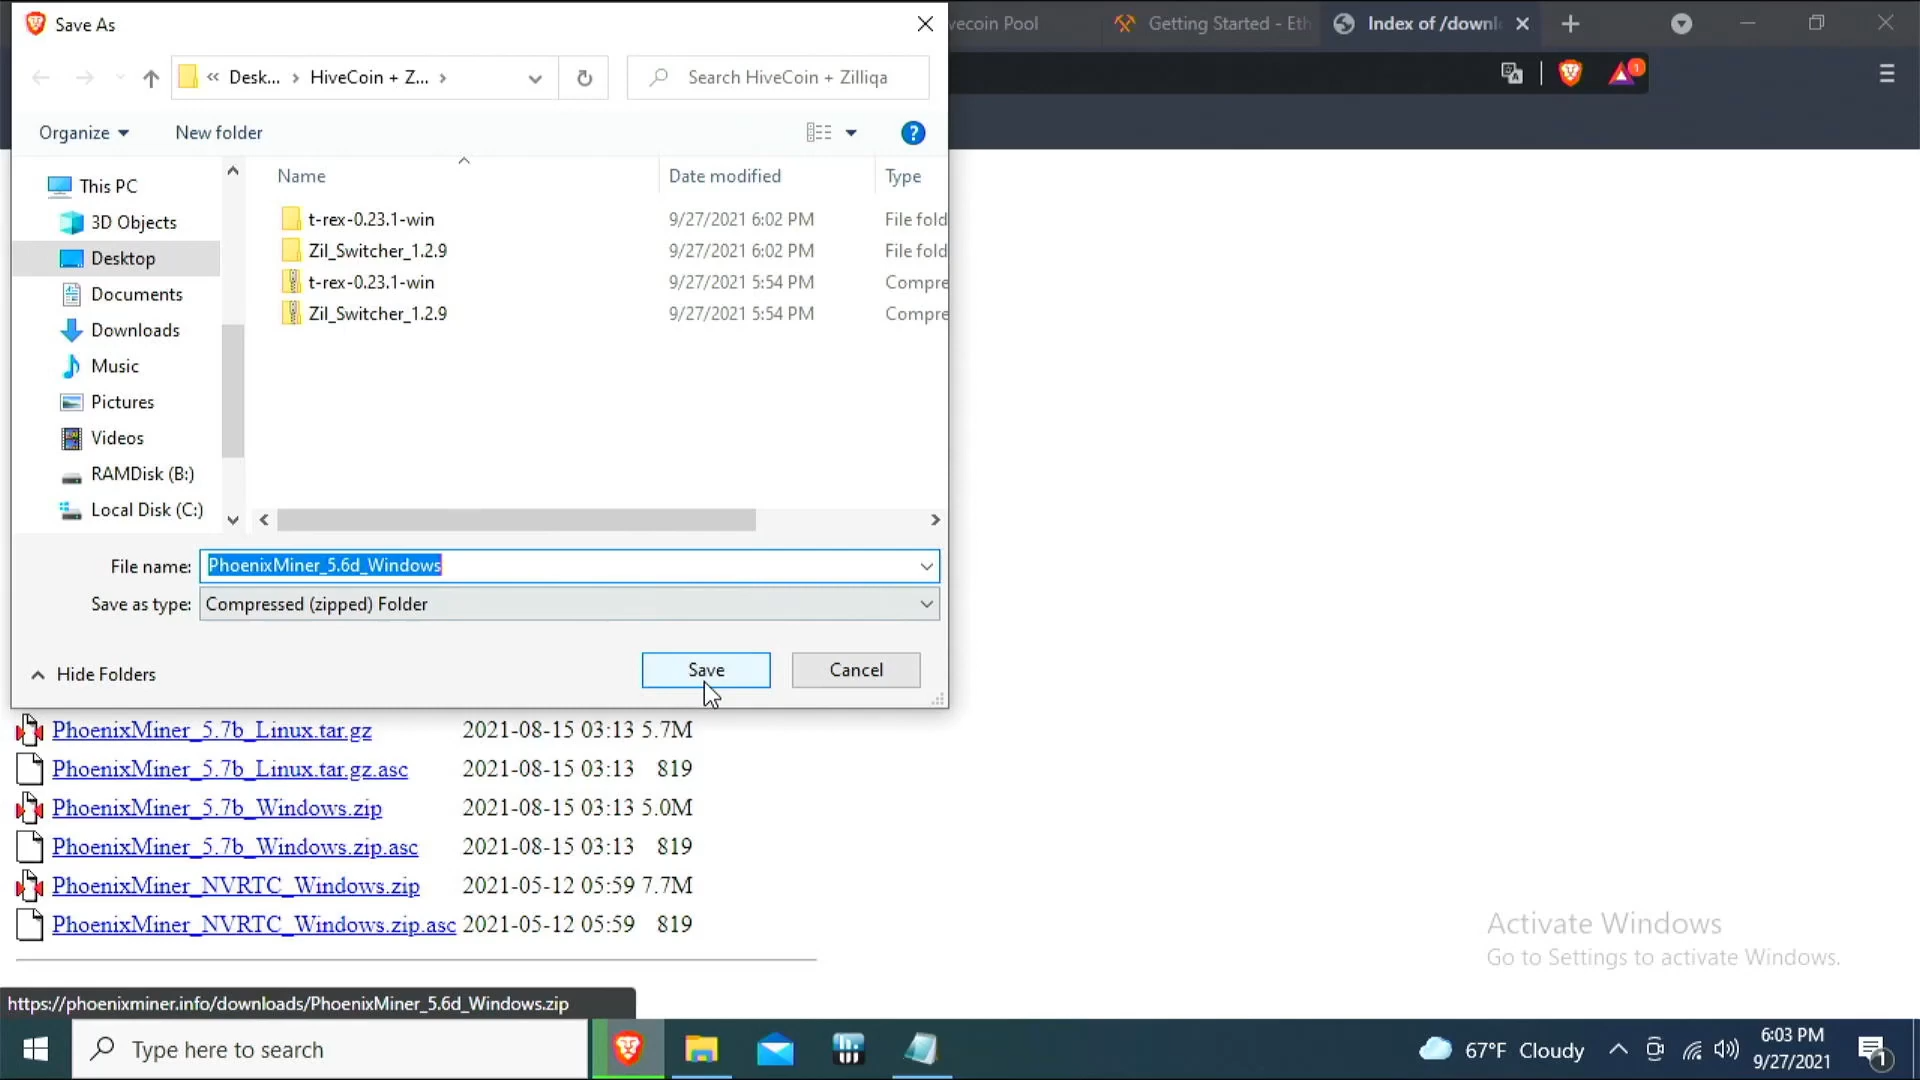 Save As
vecoin Pool
Getting Started - Eth
Index of /downl
« Desk... › HiveCoin + Z... ›
Search HiveCoin + Zilliqa
1
Organize
New folder
?
Name
Date modified
Type
This PC
3D Objects
Desktop
Documents
Downloads
Music
Pictures
Videos
RAMDisk (B:)
Local Disk (C:)
t-rex-0.23.1-win 9/27/2021 6:02 PM File fold
Zil_Switcher_1.2.9 9/27/2021 6:02 PM File fold
t-rex-0.23.1-win 9/27/2021 5:54 PM Compre
Zil_Switcher_1.2.9 9/27/2021 5:54 PM Compre
File name: PhoenixMiner_5.6d_Windows
Save as type: Compressed (zipped) Folder
Hide Folders
Save
Cancel
PhoenixMiner_5.7b_Linux.tar.gz 2021-08-15 03:13 5.7M
PhoenixMiner_5.7b_Linux.tar.gz.asc 2021-08-15 03:13 819
PhoenixMiner_5.7b_Windows.zip 2021-08-15 03:13 5.0M
PhoenixMiner_5.7b_Windows.zip.asc 2021-08-15 03:13 819
PhoenixMiner_NVRTC_Windows.zip 2021-05-12 05:59 7.7M
PhoenixMiner_NVRTC_Windows.zip.asc 2021-05-12 05:59 819
Activate Windows
Go to Settings to activate Windows.
https://phoenixminer.info/downloads/PhoenixMiner_5.6d_Windows.zip
Type here to search
67°F Cloudy
6:03 PM
9/27/2021
1